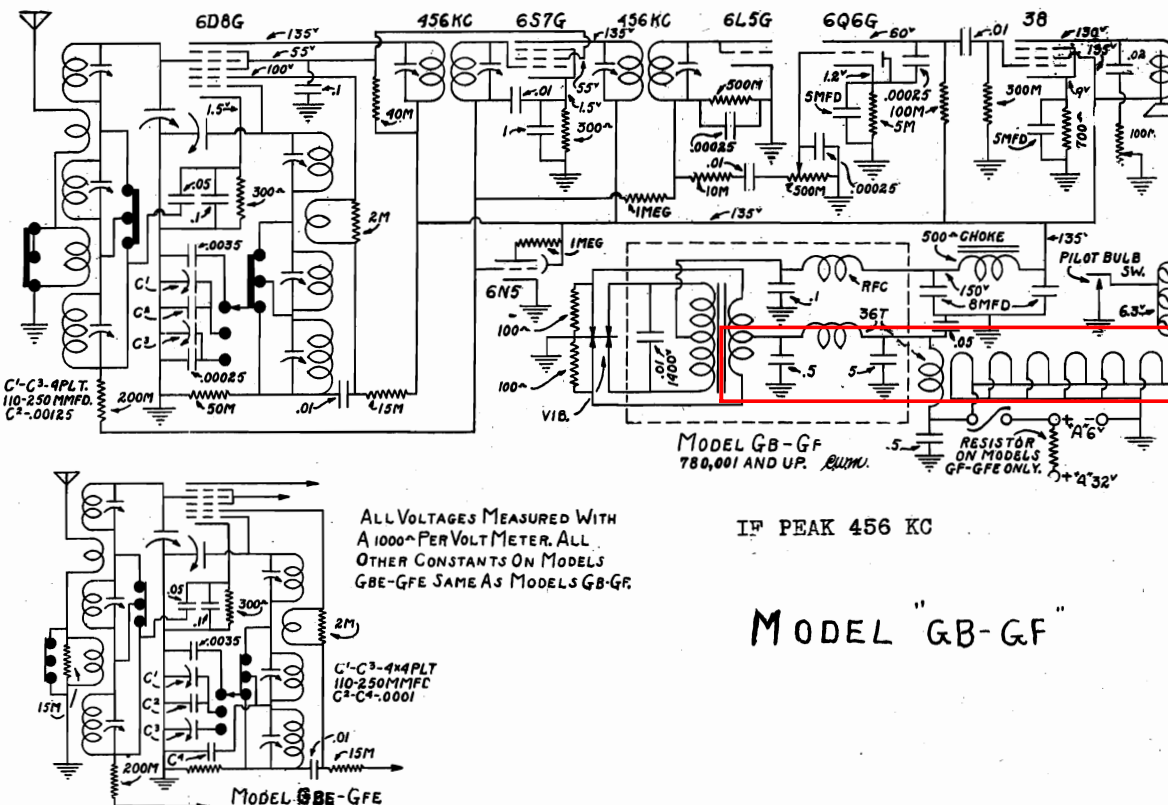 6D8G
456KC
6S7G
456KC
6L5G
6Q6G
38
135ᵛ
55ᵛ
100ᵛ
.1
1.5ᵛ
40M
135ᵛ
55ᵛ
.01
1.5ᵛ
.1
300~
500M
.00025
.01
10M
1MEG
60ᵛ
1.2ᵛ
5MFD
.00025
100M
5M
.00025
500M
.01
300M
130ᵛ
135ᵛ
.02
9ᵛ
5MFD
700~
100M
.05
.1
300~
2M
.0035
C¹
C²
C³
.00025
50M
.01
15M
200M
C¹-C³-4PLT.
110-250MMFD.
C²-.00125
135ᵛ
1MEG
6N5
100~
100~
VIB.
.01
1400ᵛ
.1
RFC
36T
.5
.5
500~CHOKE
135ᵛ
150ᵛ
8MFD
.05
PILOT BULB
SW.
6.3ᵛ
.5
RESISTOR
ON MODELS
GF-GFE ONLY.
+"A"6ᵛ
+"A"32ᵛ
MODEL GB-GF
780,001 AND UP.
ALL VOLTAGES MEASURED WITH
A 1000~ PER VOLT METER. ALL
OTHER CONSTANTS ON MODELS
GBE-GFE SAME AS MODELS GB-GF.
IF PEAK 456 KC
MODEL "GB-GF"
.05
.1
300~
2M
.0035
C¹
C²
C³
C⁴
C¹-C³-4x4PLT
110-250MMFD
C²-C⁴-.0001
15M
.01
15M
200M
MODEL GBE-GFE